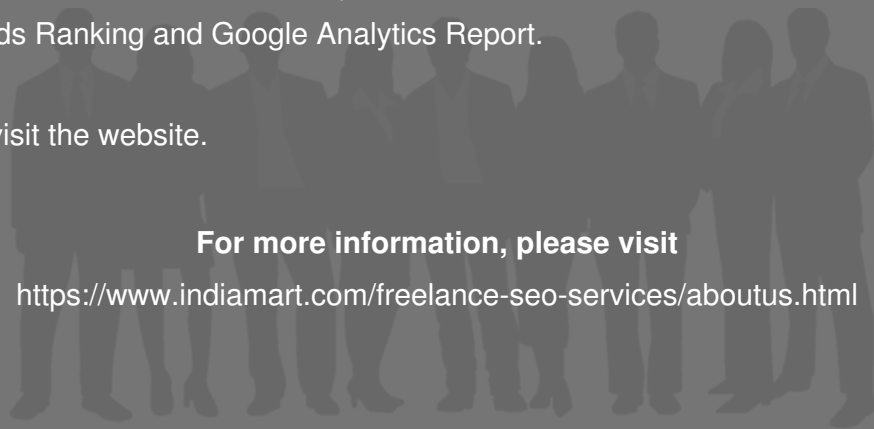 ds Ranking and Google Analytics Report.
visit the website.
For more information, please visit
https://www.indiamart.com/freelance-seo-services/aboutus.html